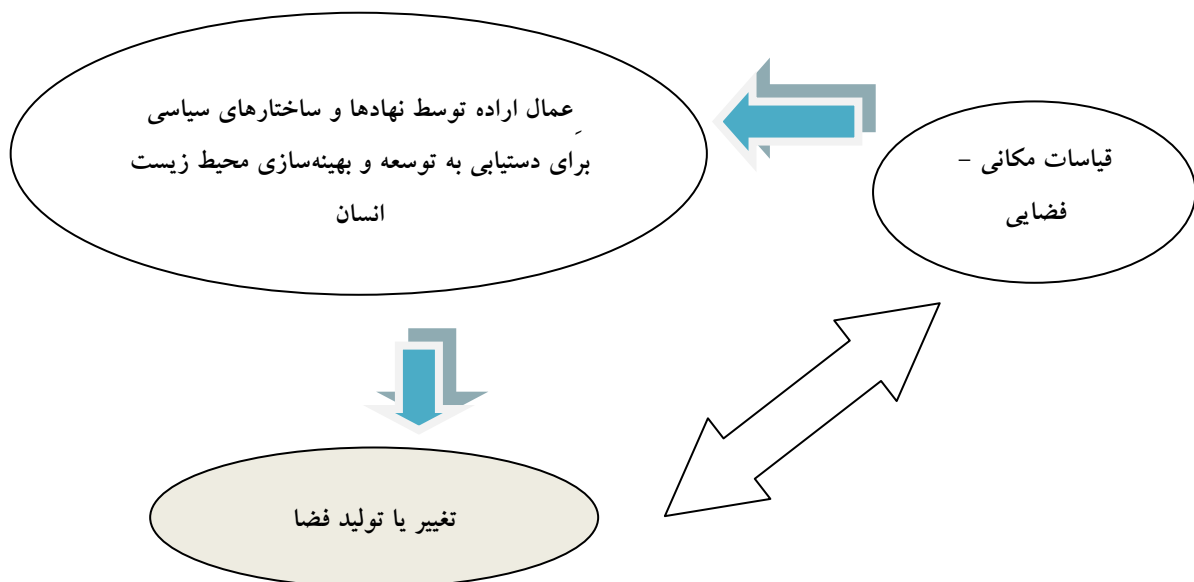 عمال اراده توسط نهادها و ساختارهای سیاسی
بَرای دستیابی به توسعه و بهینه‌سازی محیط زیست
انسان
قیاسات مکانی –
فضایی
تغییر یا تولید فضا